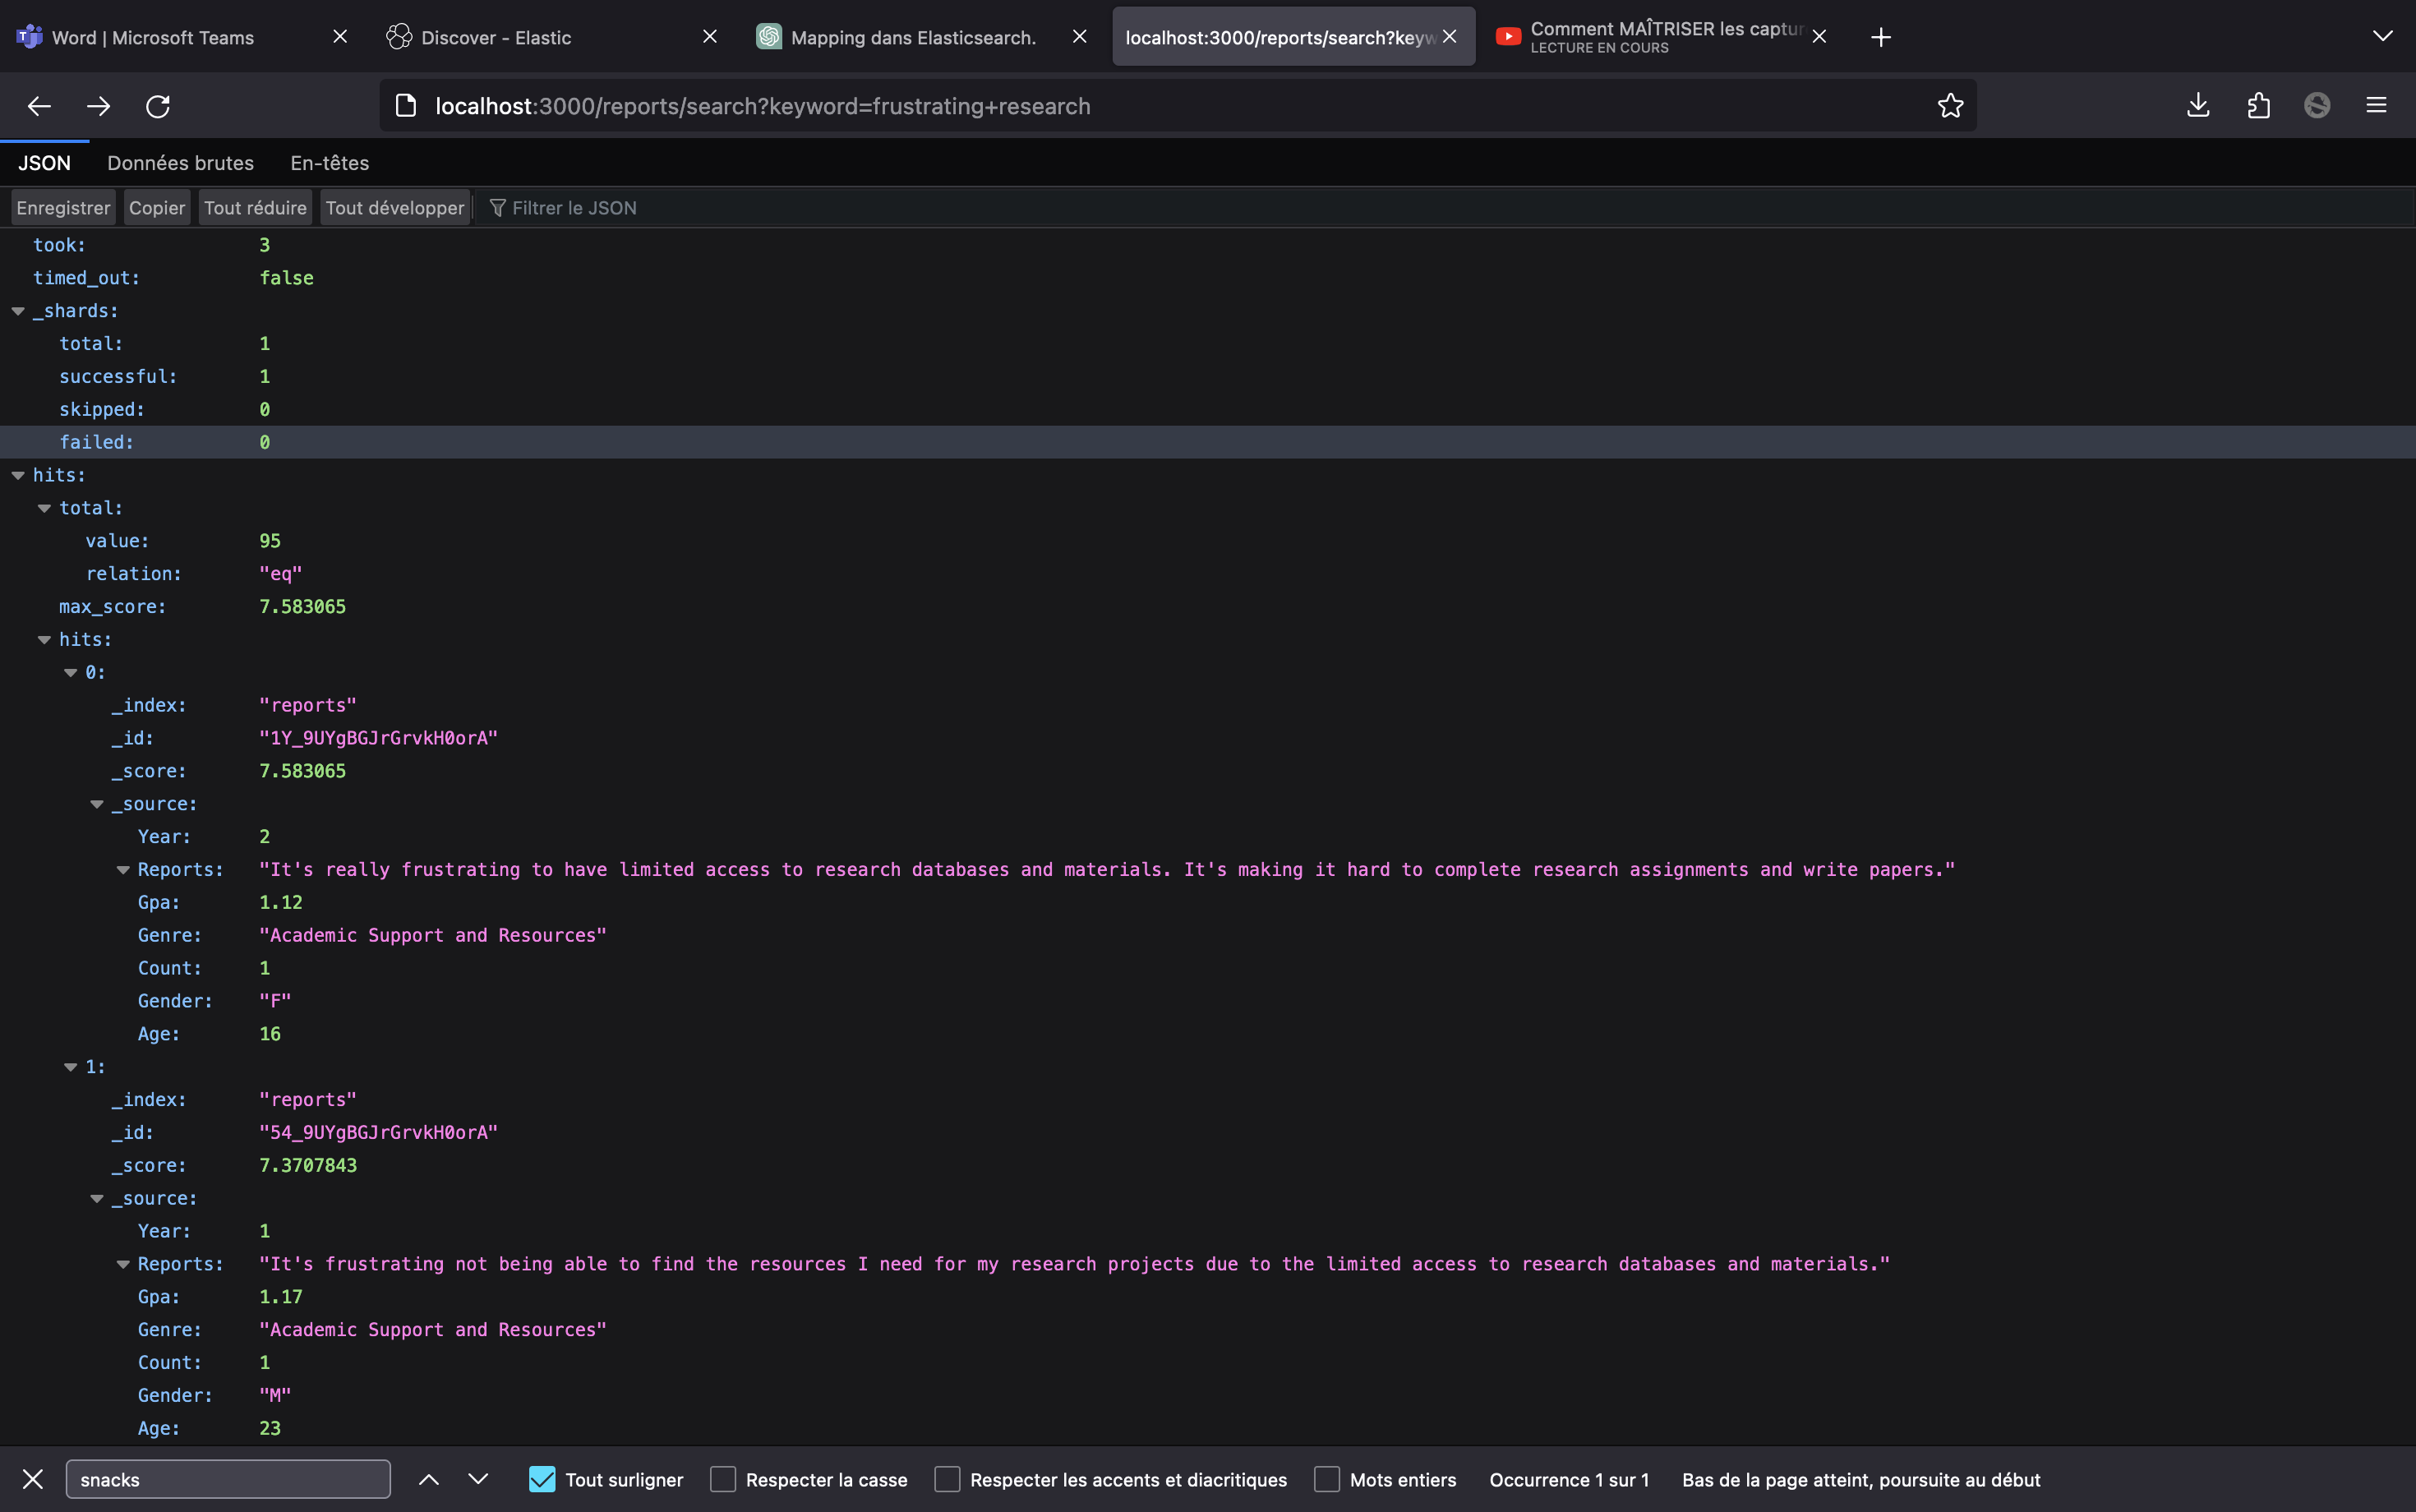 Word | Microsoft Teams
Discover - Elastic
Mapping dans Elasticsearch.
localhost:3000/reports/search?keyw
Comment MAÎTRISER les captur
LECTURE EN COURS
localhost:3000/reports/search?keyword=frustrating+research
JSON Données brutes En-têtes
Enregistrer Copier Tout réduire Tout développer Filtrer le JSON
took: 3
timed_out: false
_shards:
total: 1
successful: 1
skipped: 0
failed: 0
hits:
total:
value: 95
relation: "eq"
max_score: 7.583065
hits:
0:
_index: "reports"
_id: "1Y_9UYgBGJrGrvkH0orA"
_score: 7.583065
_source:
Year: 2
Reports: "It's really frustrating to have limited access to research databases and materials. It's making it hard to complete research assignments and write papers."
Gpa: 1.12
Genre: "Academic Support and Resources"
Count: 1
Gender: "F"
Age: 16
1:
_index: "reports"
_id: "54_9UYgBGJrGrvkH0orA"
_score: 7.3707843
_source:
Year: 1
Reports: "It's frustrating not being able to find the resources I need for my research projects due to the limited access to research databases and materials."
Gpa: 1.17
Genre: "Academic Support and Resources"
Count: 1
Gender: "M"
Age: 23
snacks Tout surligner Respecter la casse Respecter les accents et diacritiques Mots entiers Occurrence 1 sur 1 Bas de la page atteint, poursuite au début